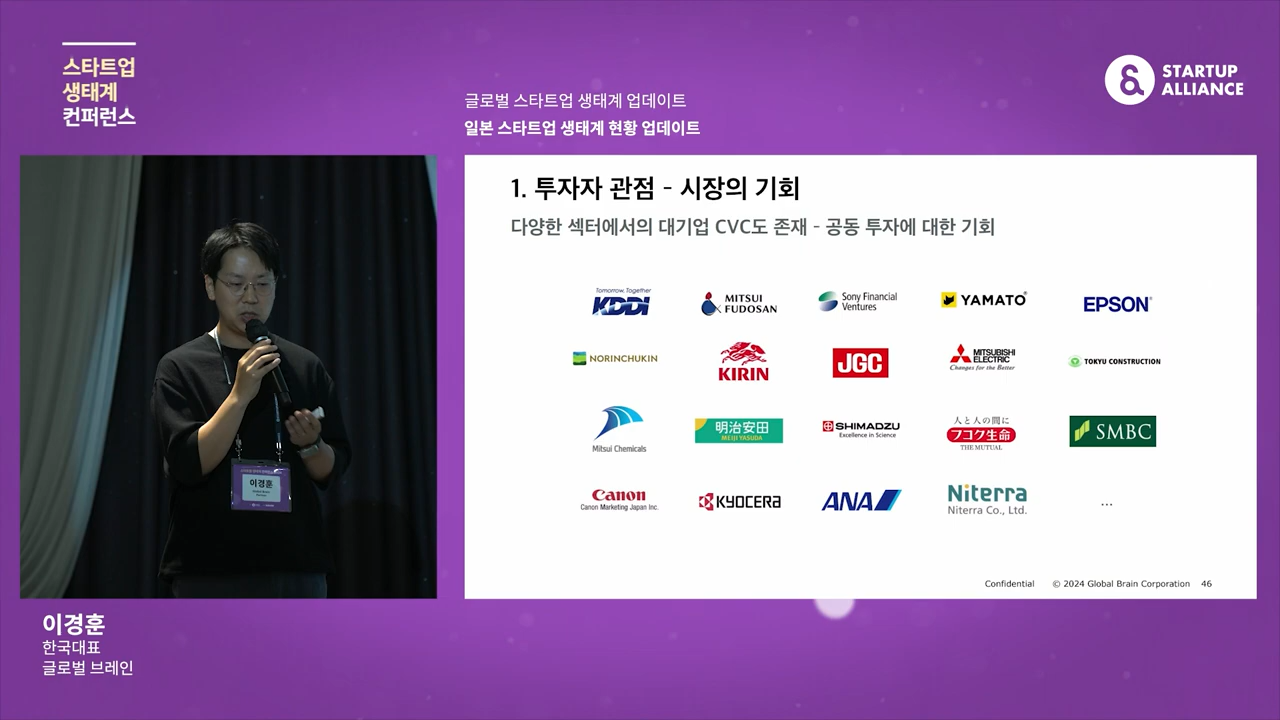 스타트업
생태계
컨퍼런스
STARTUP
ALLIANCE
글로벌 스타트업 생태계 업데이트
일본 스타트업 생태계 현황 업데이트
1. 투자자 관점 - 시장의 기회
다양한 섹터에서의 대기업 CVC도 존재 - 공동 투자에 대한 기회
Tomorrow, Together
KDDI
MITSUI
FUDOSAN
Sony Financial
Ventures
YAMATO
EPSON
NORINCHUKIN
KIRIN
JGC
MITSUBISHI
ELECTRIC
Changes for the Better
TOKYU CONSTRUCTION
Mitsui Chemicals
明治安田
MEIJI YASUDA
SHIMADZU
Excellence in Science
人と人の間に
フコク生命
THE MUTUAL
SMBC
Canon
Canon Marketing Japan Inc.
KYOCERA
ANA
Niterra
Niterra Co., Ltd.
...
Confidential © 2024 Global Brain Corporation 46
이경훈
이경훈
한국대표
글로벌 브레인